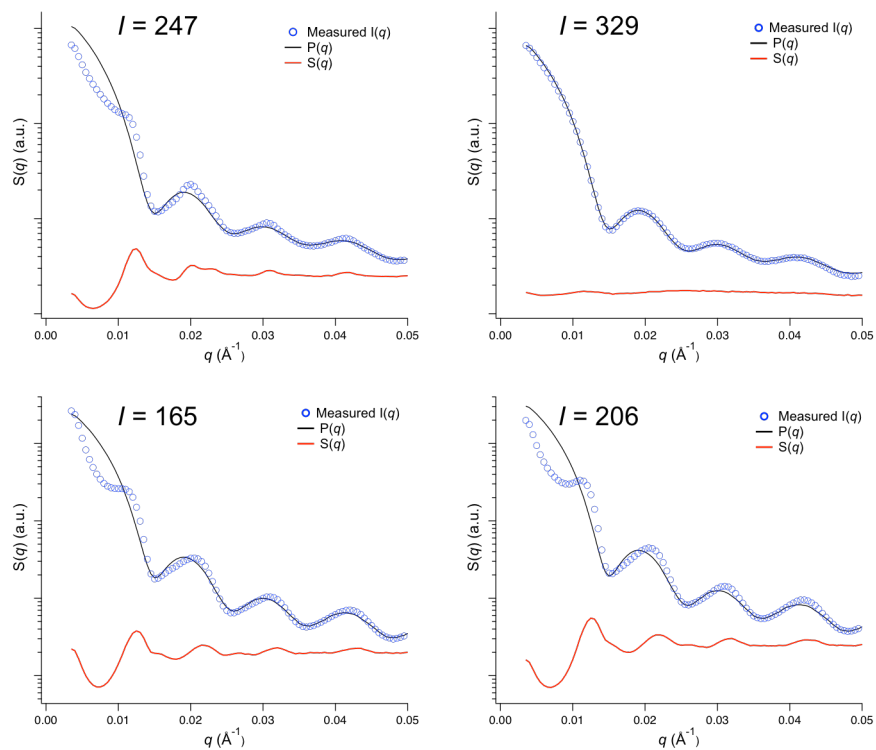 l = 247
Measured I(q)
P(q)
S(q)
S(q) (a.u.)
0.00 0.01 0.02 0.03 0.04 0.05
q (Å⁻¹)
l = 329
Measured I(q)
P(q)
S(q)
S(q) (a.u.)
0.00 0.01 0.02 0.03 0.04 0.05
q (Å⁻¹)
l = 165
Measured I(q)
P(q)
S(q)
S(q) (a.u.)
0.00 0.01 0.02 0.03 0.04 0.05
q (Å⁻¹)
l = 206
Measured I(q)
P(q)
S(q)
S(q) (a.u.)
0.00 0.01 0.02 0.03 0.04 0.05
q (Å⁻¹)